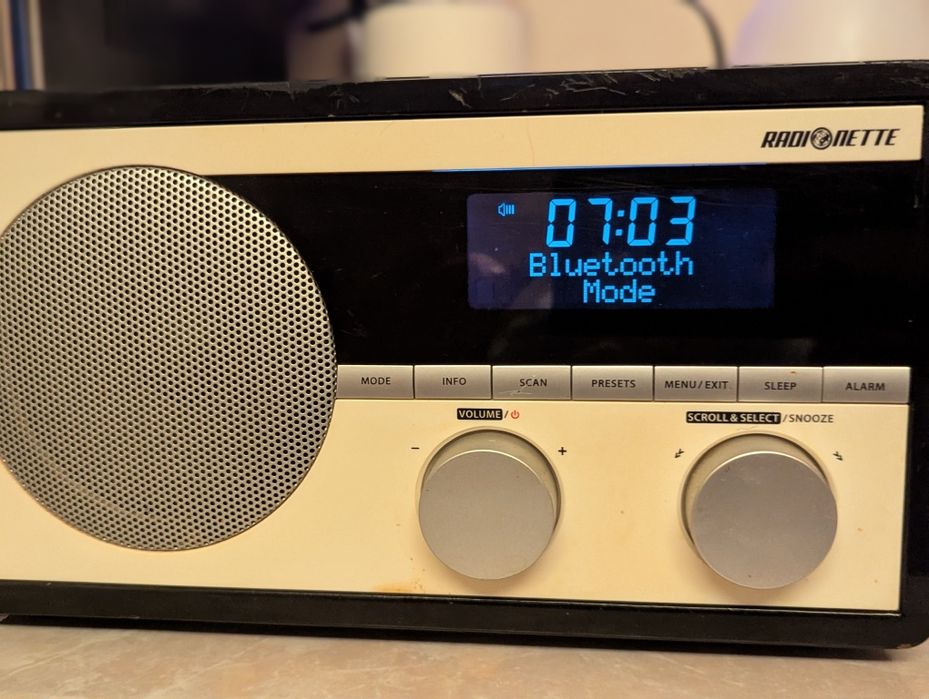 RADIONETTE
07:03
Bluetooth
Mode
MODE INFO SCAN PRESETS MENU/EXIT SLEEP ALARM
VOLUME/ SCROLL & SELECT/SNOOZE
- +